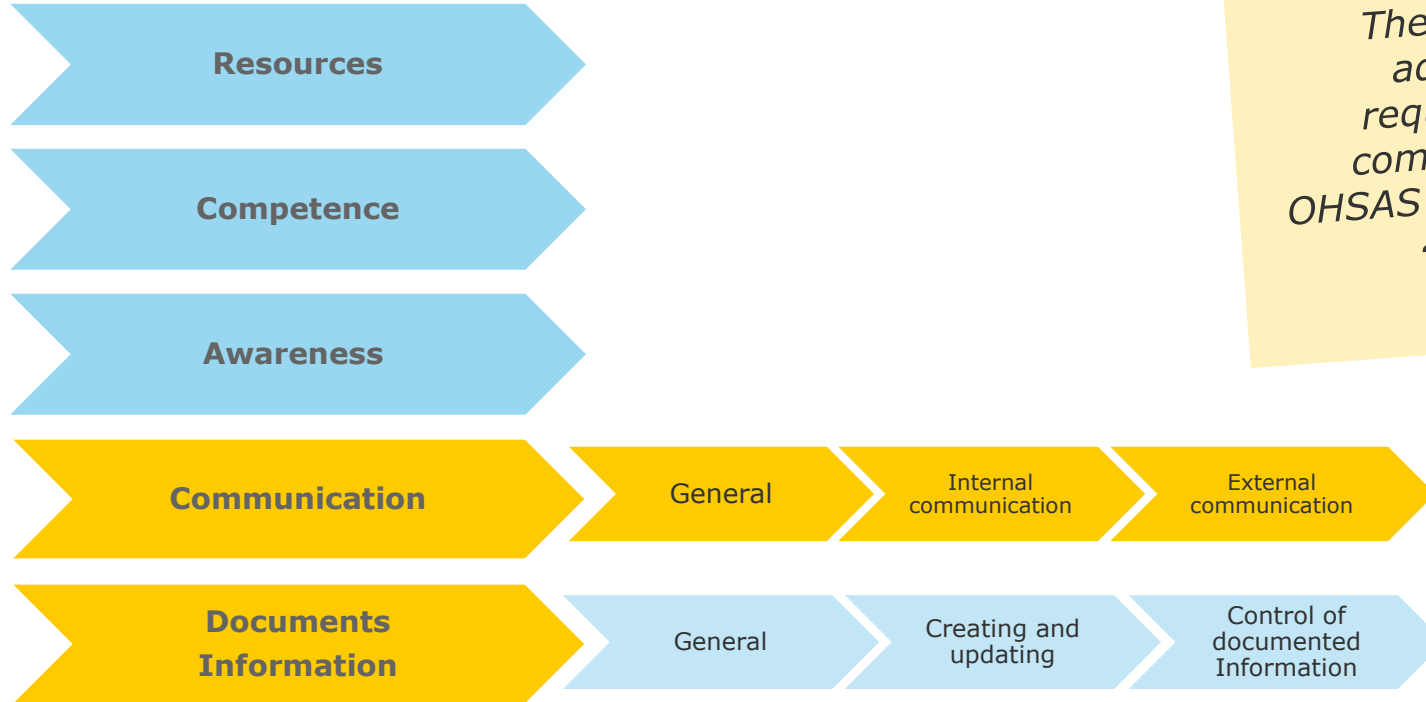 The
OHSAS
Resources
Competence
Awareness
Communication
General
Internal
communication
External
communication
Documents
Information
General
Creating and
updating
Control of
documented
Information